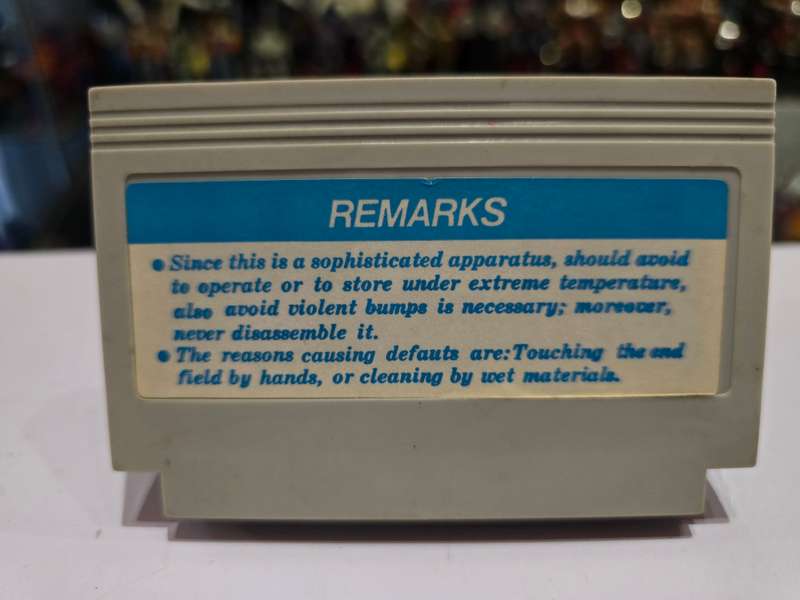 REMARKS
● Since this is a sophisticated apparatus, should avoid
to operate or to store under extreme temperature,
also avoid violent bumps is necessary; moreover,
never disassemble it.
● The reasons causing defauts are:Touching the end
field by hands, or cleaning by wet materials.